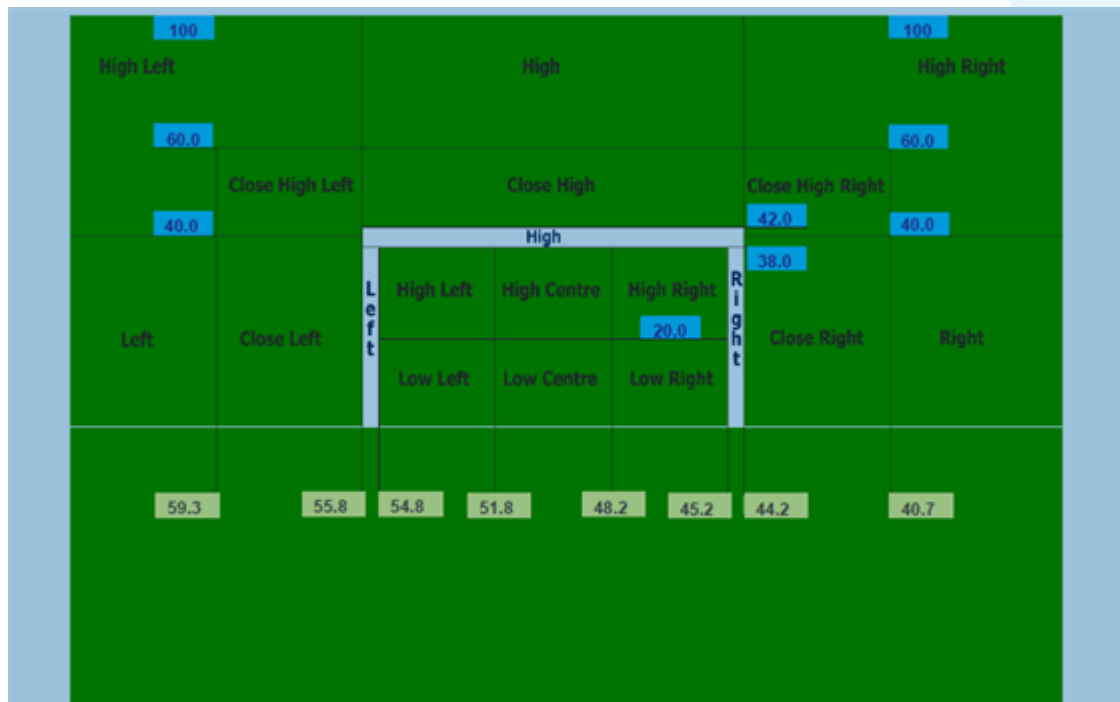 100 100
High Left High High Right
60.0 60.0
Close High Left Close High Close High Right
40.0 42.0 40.0
High
38.0
Left High Left High Centre High Right Right
20.0
Left Close Left Close Right Right
Low Left Low Centre Low Right
59.3 55.8 54.8 51.8 48.2 45.2 44.2 40.7